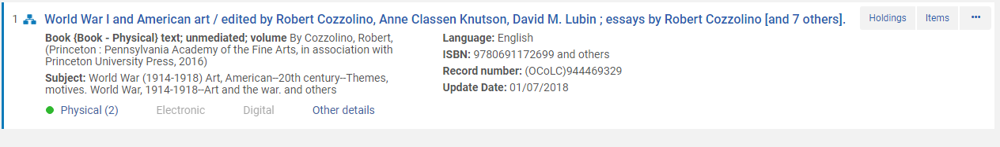 1 World War I and American art / edited by Robert Cozzolino, Anne Classen Knutson, David M. Lubin ; essays by Robert Cozzolino [and 7 others].
Holdings Items •••
Book {Book - Physical} text; unmediated; volume By Cozzolino, Robert,
(Princeton : Pennsylvania Academy of the Fine Arts, in association with
Princeton University Press, 2016)
Subject: World War (1914-1918) Art, American--20th century--Themes,
motives. World War, 1914-1918--Art and the war. and others
Language: English
ISBN: 9780691172699 and others
Record number: (OCoLC)944469329
Update Date: 01/07/2018
Physical (2) Electronic Digital Other details